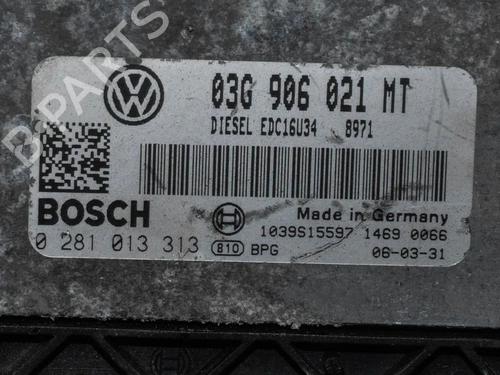 B-PARTS
03G 906 021 MT
DIESEL EDC16U34 8971
BOSCH
Made in Germany
0 281 013 313
810 BPG
1039S15597 1469 0066
06-03-31